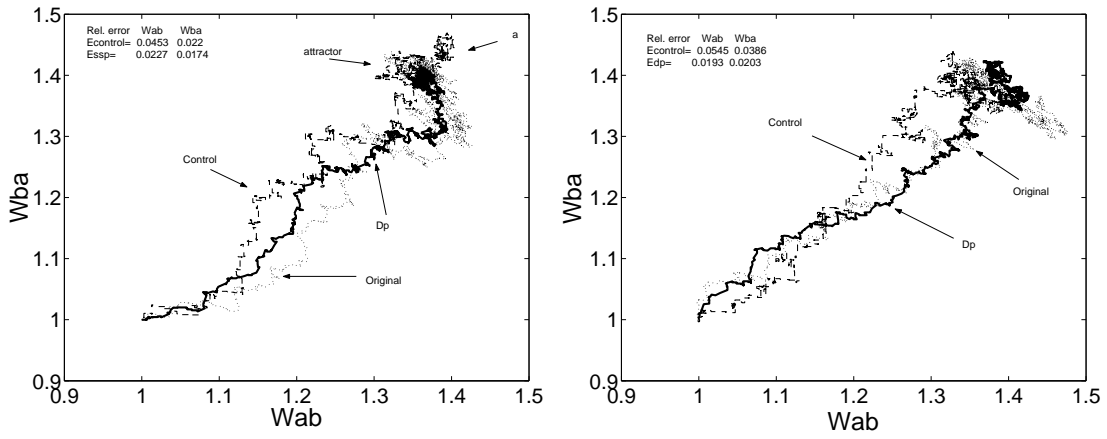 Rel. error Wab Wba
Econtrol= 0.0453 0.022
Essp= 0.0227 0.0174
a
attractor
Control
Dp
Original
1.5
1.4
1.3
1.2
1.1
1
0.9
Wba
0.9 1 1.1 1.2 1.3 1.4 1.5
Wab
Rel. error Wab Wba
Econtrol= 0.0545 0.0386
Edp= 0.0193 0.0203
Control
Original
Dp
1.5
1.4
1.3
1.2
1.1
1
0.9
Wba
0.9 1 1.1 1.2 1.3 1.4 1.5
Wab